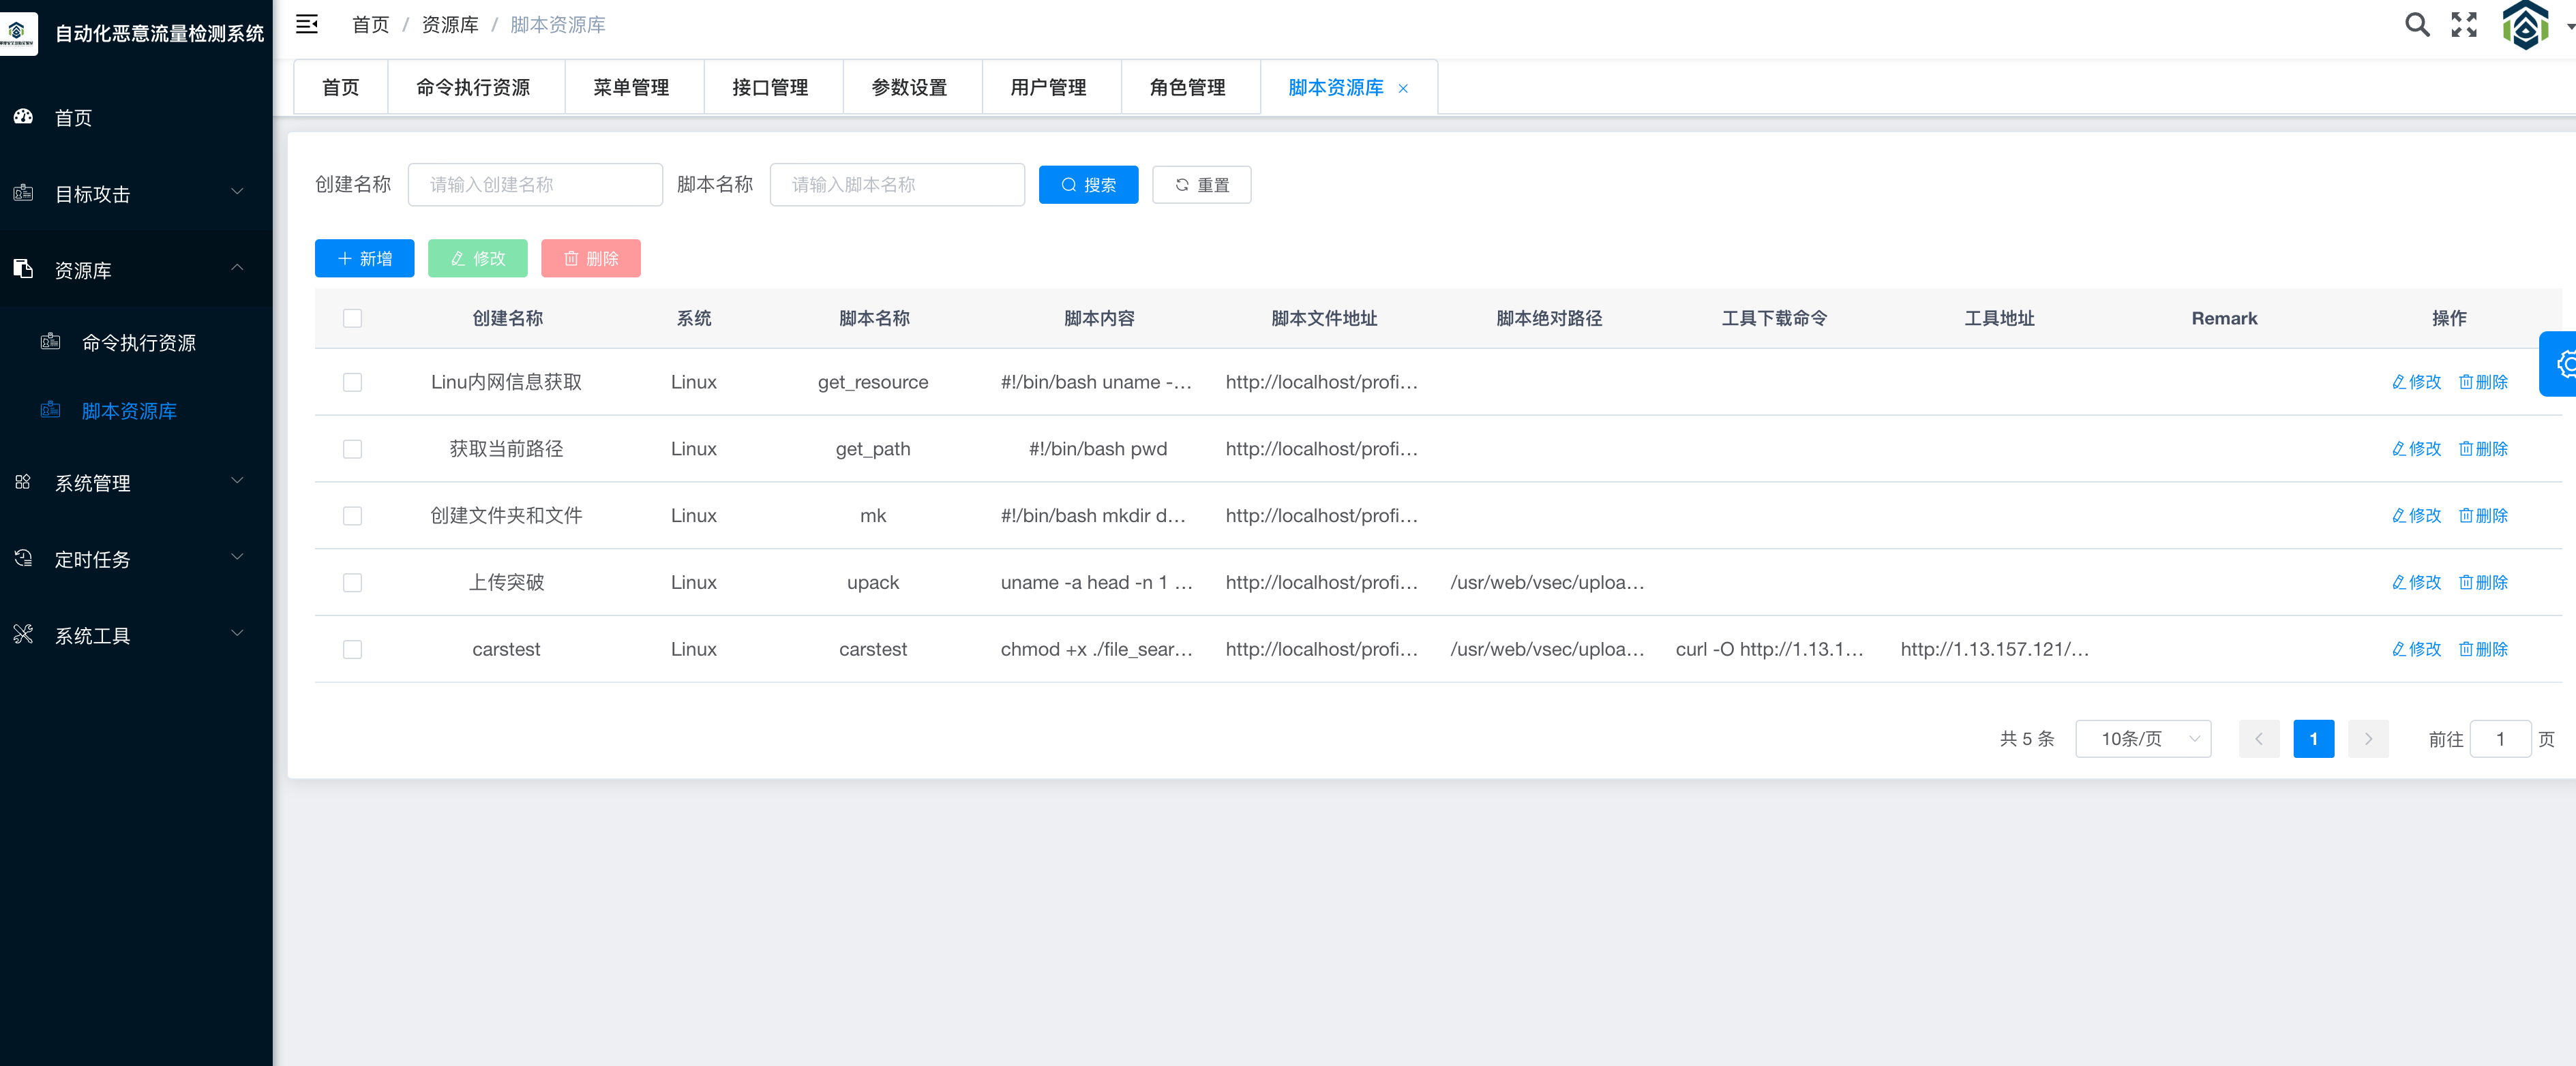 自动化恶意流量检测系统
首页
目标攻击
资源库
命令执行资源
脚本资源库
系统管理
定时任务
系统工具
首页 / 资源库 / 脚本资源库
首页 命令执行资源 菜单管理 接口管理 参数设置 用户管理 角色管理 脚本资源库 ×
创建名称 请输入创建名称 脚本名称 请输入脚本名称 搜索 重置
+ 新增 修改 删除
创建名称 系统 脚本名称 脚本内容 脚本文件地址 脚本绝对路径 工具下载命令 工具地址 Remark 操作
Linu内网信息获取 Linux get_resource #!/bin/bash uname -... http://localhost/profi... 修改 删除
获取当前路径 Linux get_path #!/bin/bash pwd http://localhost/profi... 修改 删除
创建文件夹和文件 Linux mk #!/bin/bash mkdir d... http://localhost/profi... 修改 删除
上传突破 Linux upack uname -a head -n 1 ... http://localhost/profi... /usr/web/vsec/uploa... 修改 删除
carstest Linux carstest chmod +x ./file_sear... http://localhost/profi... /usr/web/vsec/uploa... curl -O http://1.13.1... http://1.13.157.121/... 修改 删除
共 5 条 10条/页 1 前往 1 页